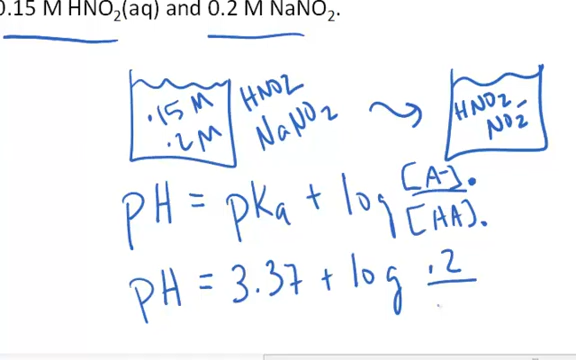 0.15 M HNO₂(aq) and 0.2 M NaNO₂.
.15 M HNO2
.2 M NaNO2
HNO2
NO2-
pH = pKa + log [A-].
[HA].
pH = 3.37 + log .2